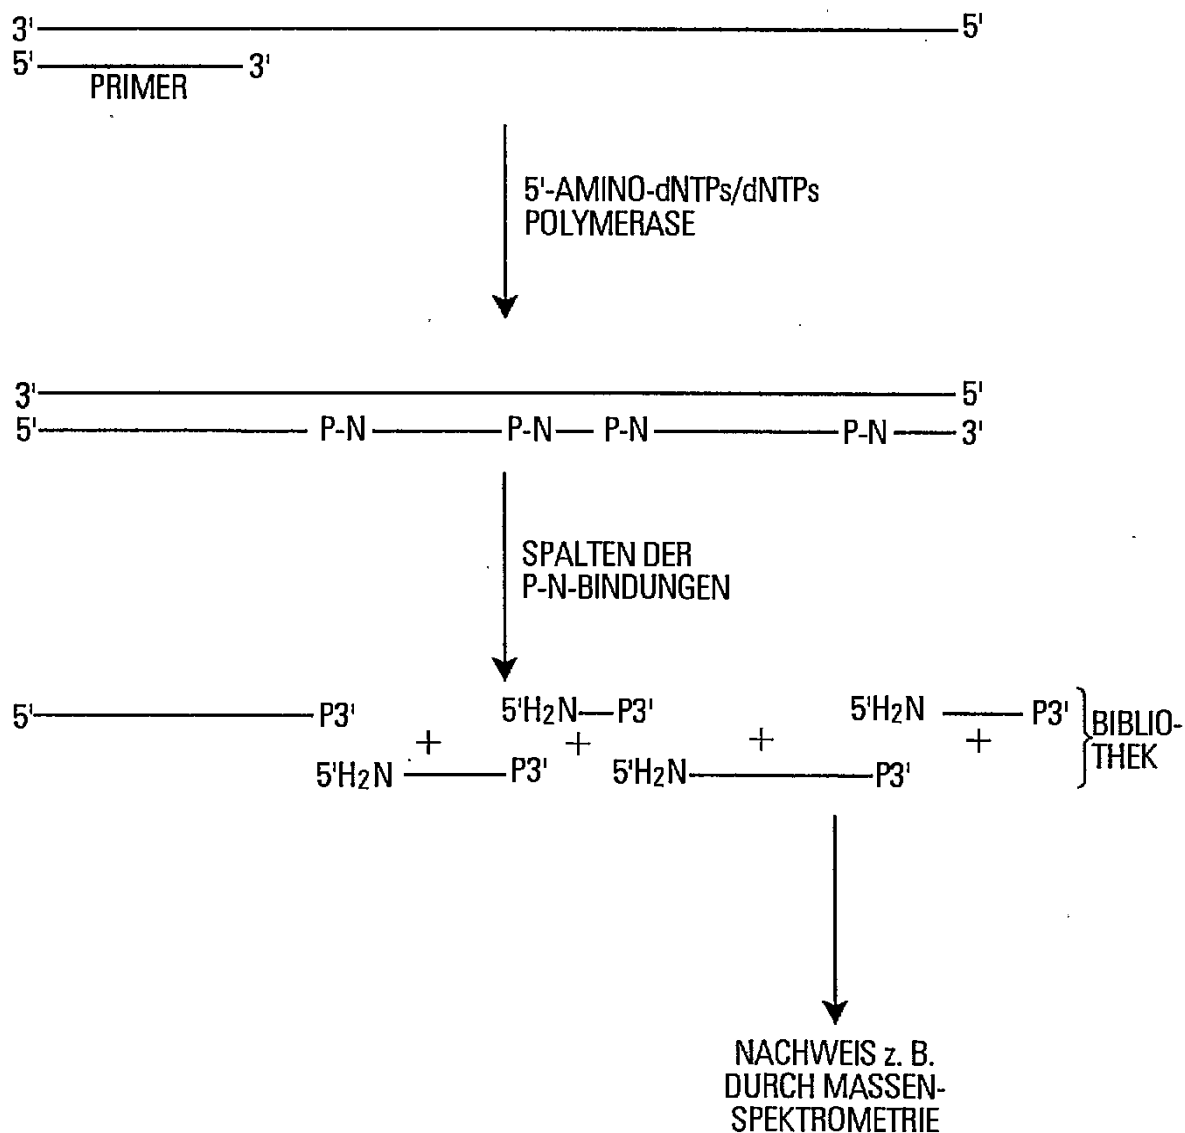 3' 5'
5' 3'
PRIMER
5'-AMINO-dNTPs/dNTPs
POLYMERASE
3' 5'
5' P-N P-N P-N P-N 3'
SPALTEN DER
P-N-BINDUNGEN
5' P3' 5'H₂N P3' 5'H₂N P3'
+ + + +
5'H₂N P3' 5'H₂N P3'
BIBLIO-
THEK
NACHWEIS z. B.
DURCH MASSEN-
SPEKTROMETRIE